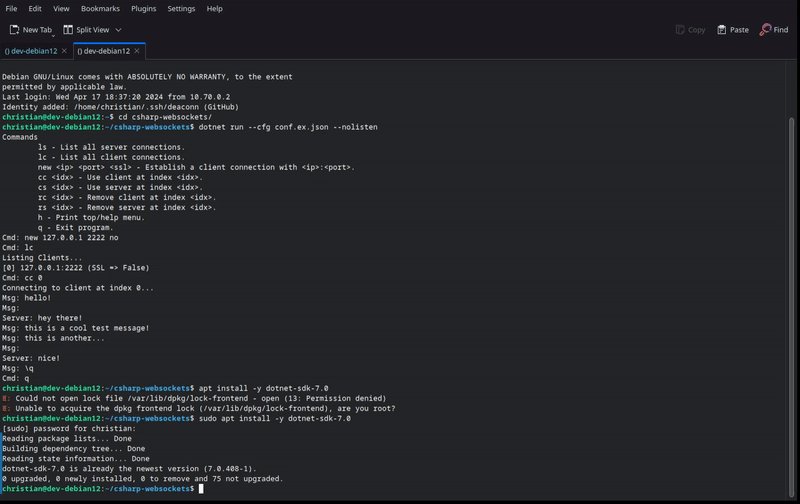 File Edit View Bookmarks Plugins Settings Help
New Tab Split View Copy Paste Find
() dev-debian12 () dev-debian12
Debian GNU/Linux comes with ABSOLUTELY NO WARRANTY, to the extent
permitted by applicable law.
Last login: Wed Apr 17 18:37:20 2024 from 10.70.0.2
Identity added: /home/christian/.ssh/deaconn (GitHub)
christian@dev-debian12:~$ cd csharp-websockets/
christian@dev-debian12:~/csharp-websockets$ dotnet run --cfg conf.ex.json --nolisten
Commands
ls - List all server connections.
lc - List all client connections.
new <ip> <port> <ssl> - Establish a client connection with <ip>:<port>.
cc <idx> - Use client at index <idx>.
cs <idx> - Use server at index <idx>.
rc <idx> - Remove client at index <idx>.
rs <idx> - Remove server at index <idx>.
h - Print top/help menu.
q - Exit program.
Cmd: new 127.0.0.1 2222 no
Cmd: lc
Listing Clients...
[0] 127.0.0.1:2222 (SSL => False)
Cmd: cc 0
Connecting to client at index 0...
Msg: hello!
Msg:
Server: hey there!
Msg: this is a cool test message!
Msg: this is another...
Msg:
Server: nice!
Msg: \q
Cmd: q
christian@dev-debian12:~/csharp-websockets$ apt install -y dotnet-sdk-7.0
E: Could not open lock file /var/lib/dpkg/lock-frontend - open (13: Permission denied)
E: Unable to acquire the dpkg frontend lock (/var/lib/dpkg/lock-frontend), are you root?
christian@dev-debian12:~/csharp-websockets$ sudo apt install -y dotnet-sdk-7.0
[sudo] password for christian:
Reading package lists... Done
Building dependency tree... Done
Reading state information... Done
dotnet-sdk-7.0 is already the newest version (7.0.408-1).
0 upgraded, 0 newly installed, 0 to remove and 75 not upgraded.
christian@dev-debian12:~/csharp-websockets$